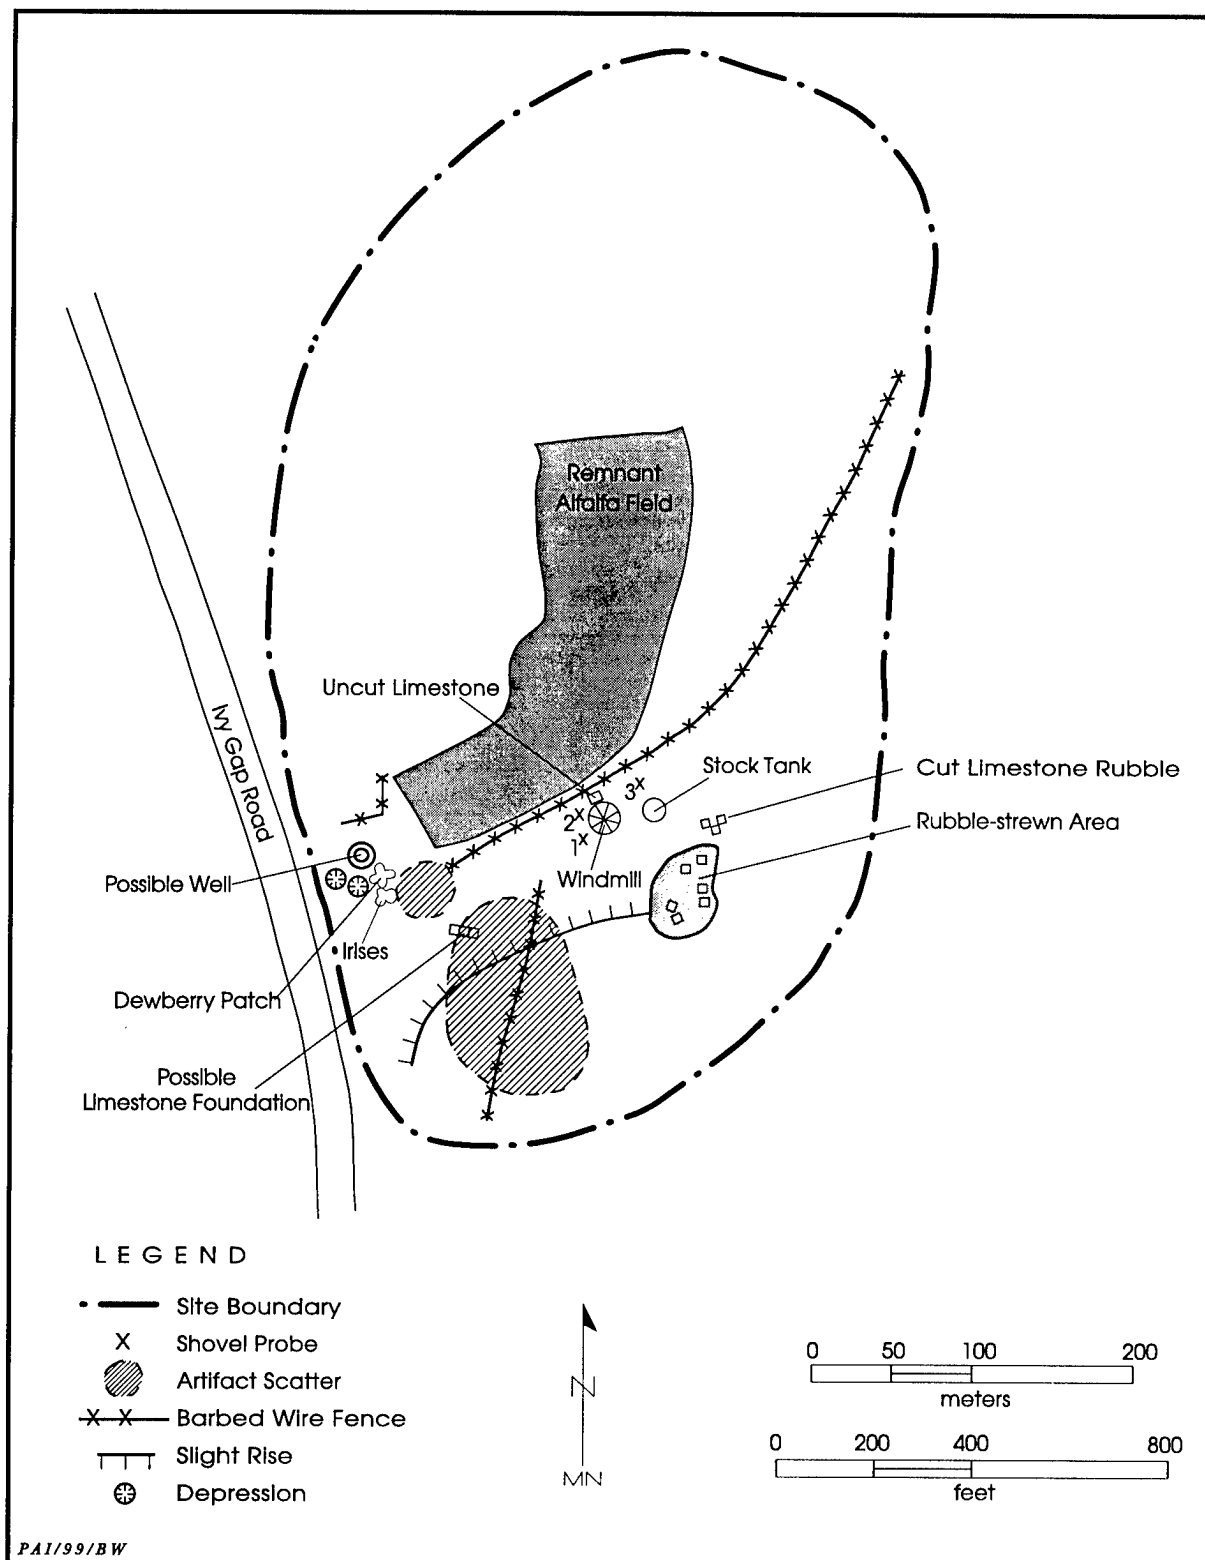 Remnant
Alfalfa Field
Uncut Limestone
Ivy Gap Road
Stock Tank
Cut Limestone Rubble
3
2
1
Rubble-strewn Area
Windmill
Possible Well
Irises
Dewberry Patch
Possible
Limestone Foundation
LEGEND
Site Boundary
X Shovel Probe
Artifact Scatter
Barbed Wire Fence
Slight Rise
Depression
N
MN
0 50 100 200
meters
0 200 400 800
feet
PAI/99/BW